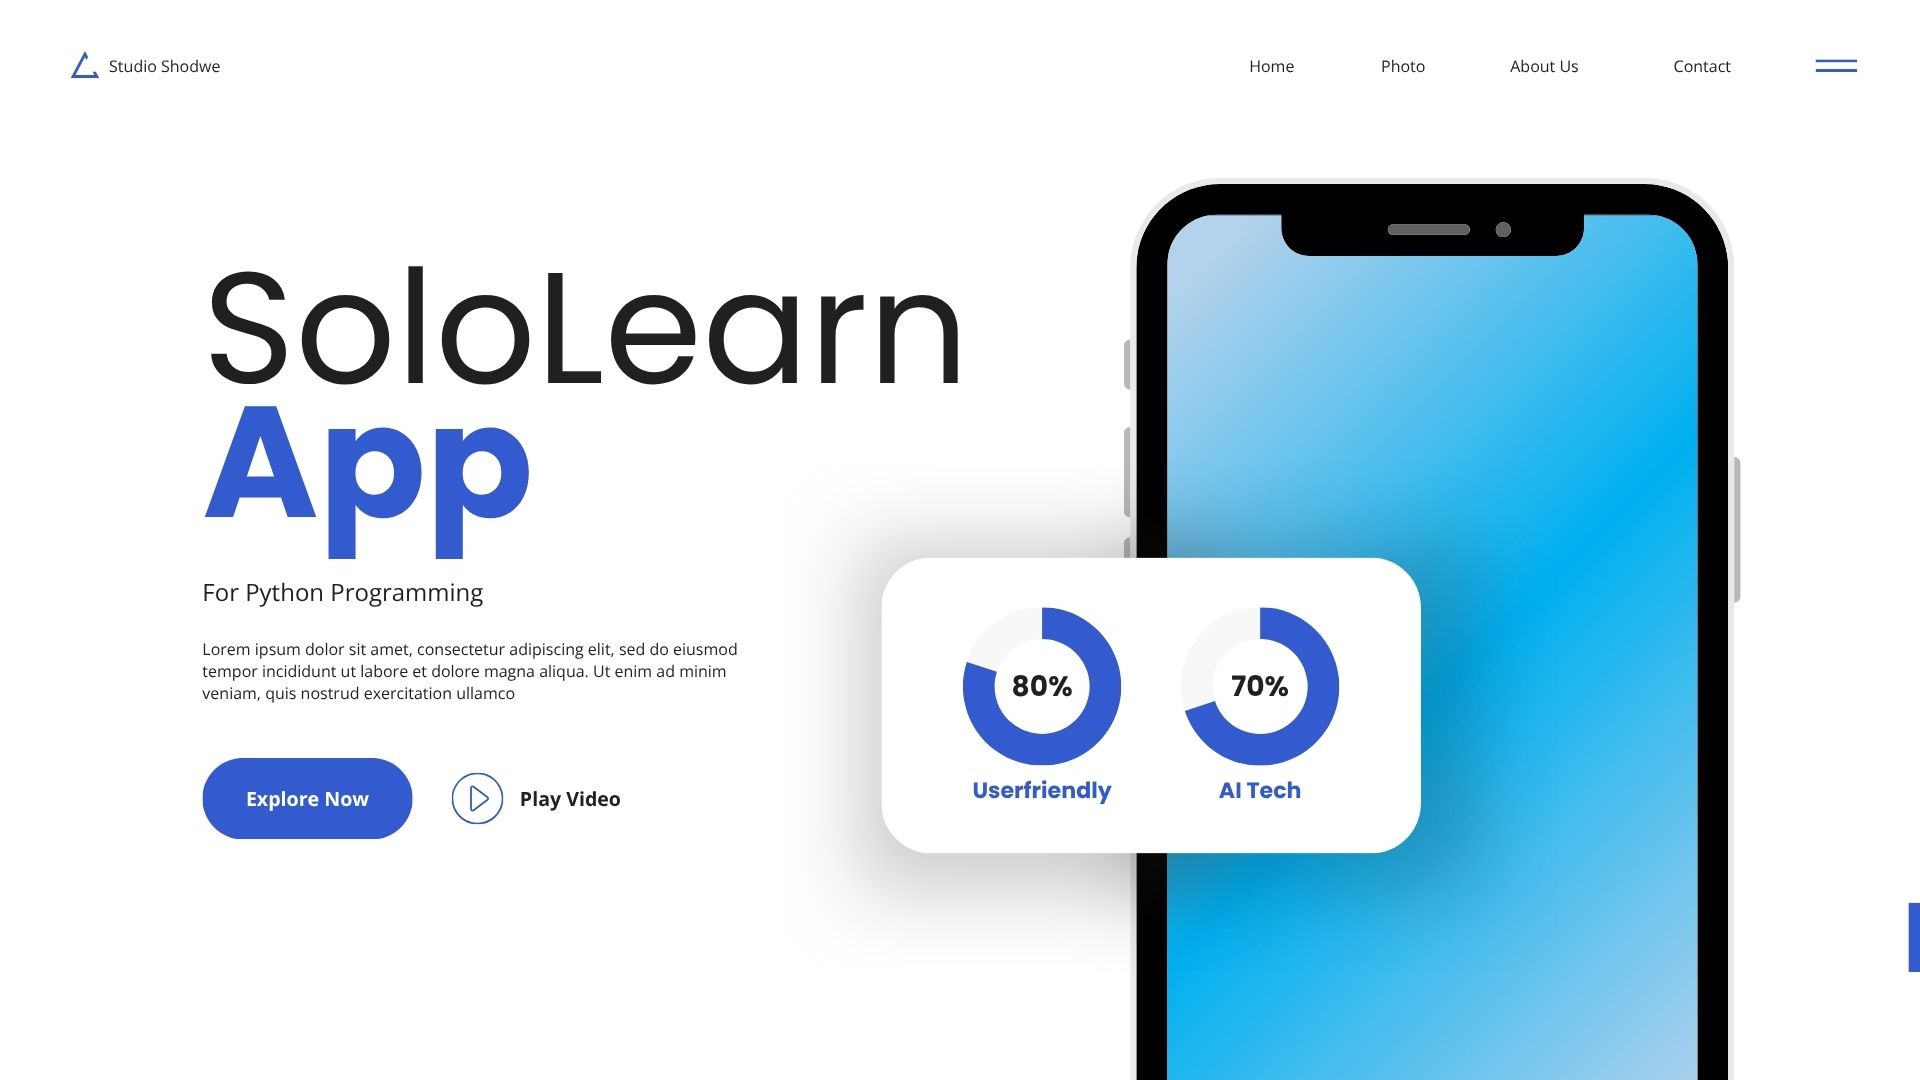 Studio Shodwe
Home
Photo
About Us
Contact
SoloLearn
App
For Python Programming
Lorem ipsum dolor sit amet, consectetur adipiscing elit, sed do eiusmod
tempor incididunt ut labore et dolore magna aliqua. Ut enim ad minim
veniam, quis nostrud exercitation ullamco
Explore Now
Play Video
80%
Userfriendly
70%
AI Tech